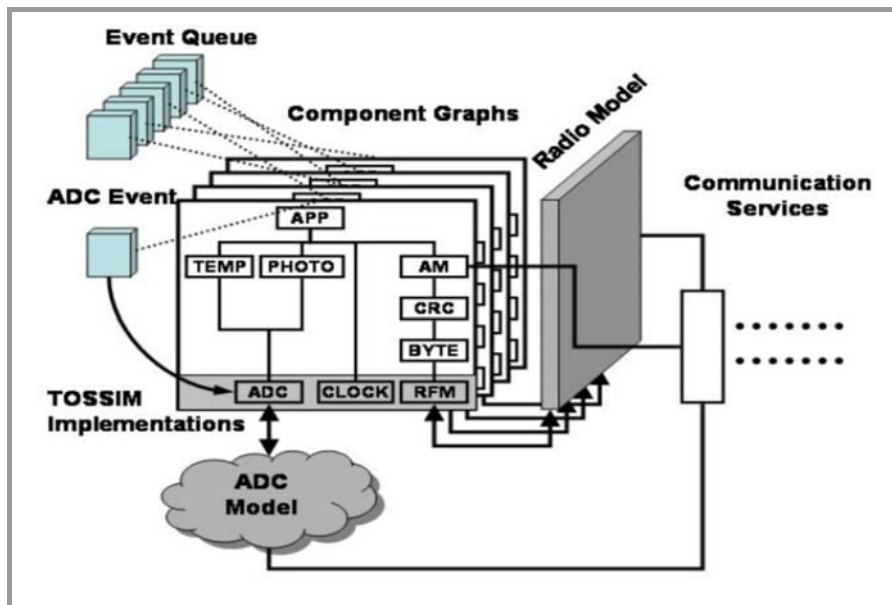 Event Queue
Component Graphs
Radio Model
ADC Event
Communication
Services
APP
TEMP
PHOTO
AM
CRC
BYTE
ADC
CLOCK
RFM
TOSSIM
Implementations
ADC
Model